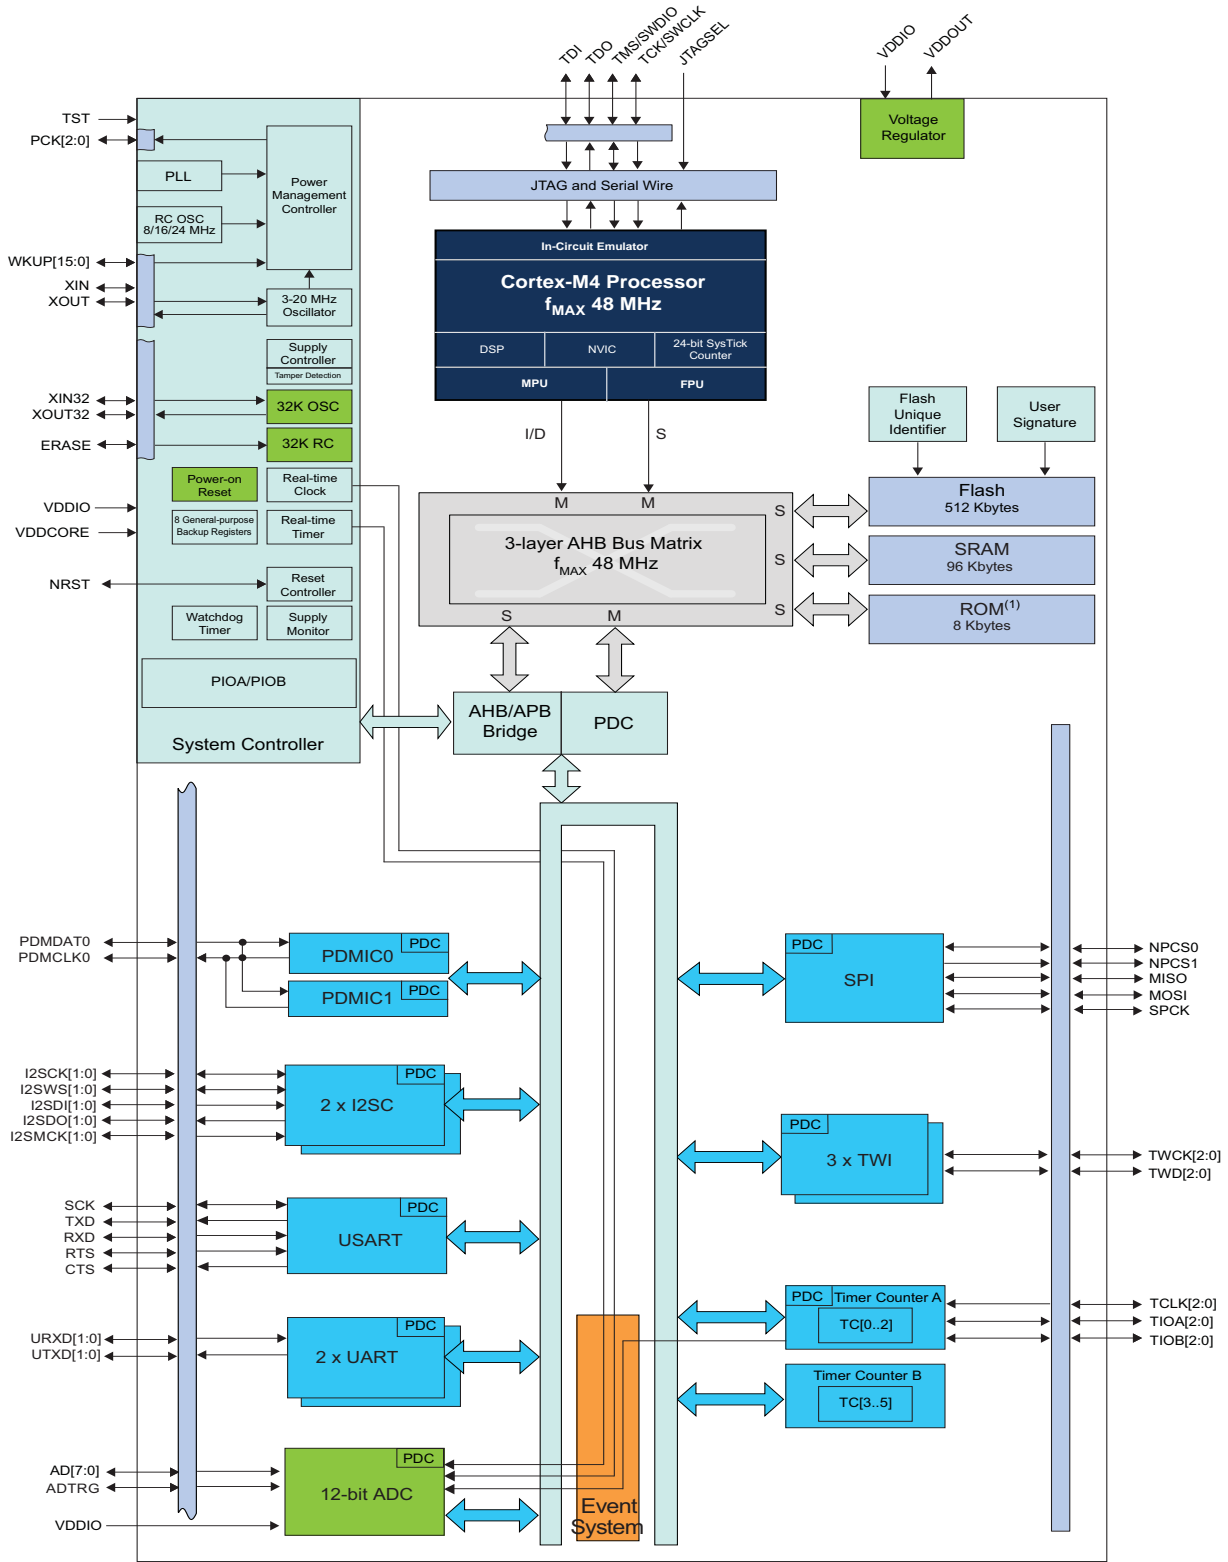 TDI
TDO
TMS/SWDIO
TCK/SWCLK
JTAGSEL
VDDIO
VDDOUT
TST
PCK[2:0]
PLL
RC OSC
8/16/24 MHz
Power
Management
Controller
WKUP[15:0]
XIN
XOUT
3-20 MHz
Oscillator
Supply
Controller
Tamper Detection
XIN32
XOUT32
32K OSC
ERASE
32K RC
Power-on
Reset
Real-time
Clock
VDDIO
VDDCORE
8 General-purpose
Backup Registers
Real-time
Timer
NRST
Reset
Controller
Watchdog
Timer
Supply
Monitor
PIOA/PIOB
System Controller
Voltage
Regulator
JTAG and Serial Wire
In-Circuit Emulator
Cortex-M4 Processor
fMAX 48 MHz
DSP
NVIC
24-bit SysTick
Counter
MPU
FPU
I/D
S
Flash
Unique
Identifier
User
Signature
M
M
S
3-layer AHB Bus Matrix
fMAX 48 MHz
S
S
S
M
Flash
512 Kbytes
SRAM
96 Kbytes
ROM(1)
8 Kbytes
AHB/APB
Bridge
PDC
PDMDAT0
PDMCLK0
PDC
PDMIC0
PDC
PDMIC1
I2SCK[1:0]
I2SWS[1:0]
I2SDI[1:0]
I2SDO[1:0]
I2SMCK[1:0]
PDC
2 x I2SC
SCK
TXD
RXD
RTS
CTS
PDC
USART
URXD[1:0]
UTXD[1:0]
2 x UART
AD[7:0]
ADTRG
VDDIO
PDC
12-bit ADC
Event
System
PDC
SPI
NPCS0
NPCS1
MISO
MOSI
SPCK
PDC
3 x TWI
TWCK[2:0]
TWD[2:0]
PDC
Timer Counter A
TC[0..2]
TCLK[2:0]
TIOA[2:0]
TIOB[2:0]
Timer Counter B
TC[3..5]